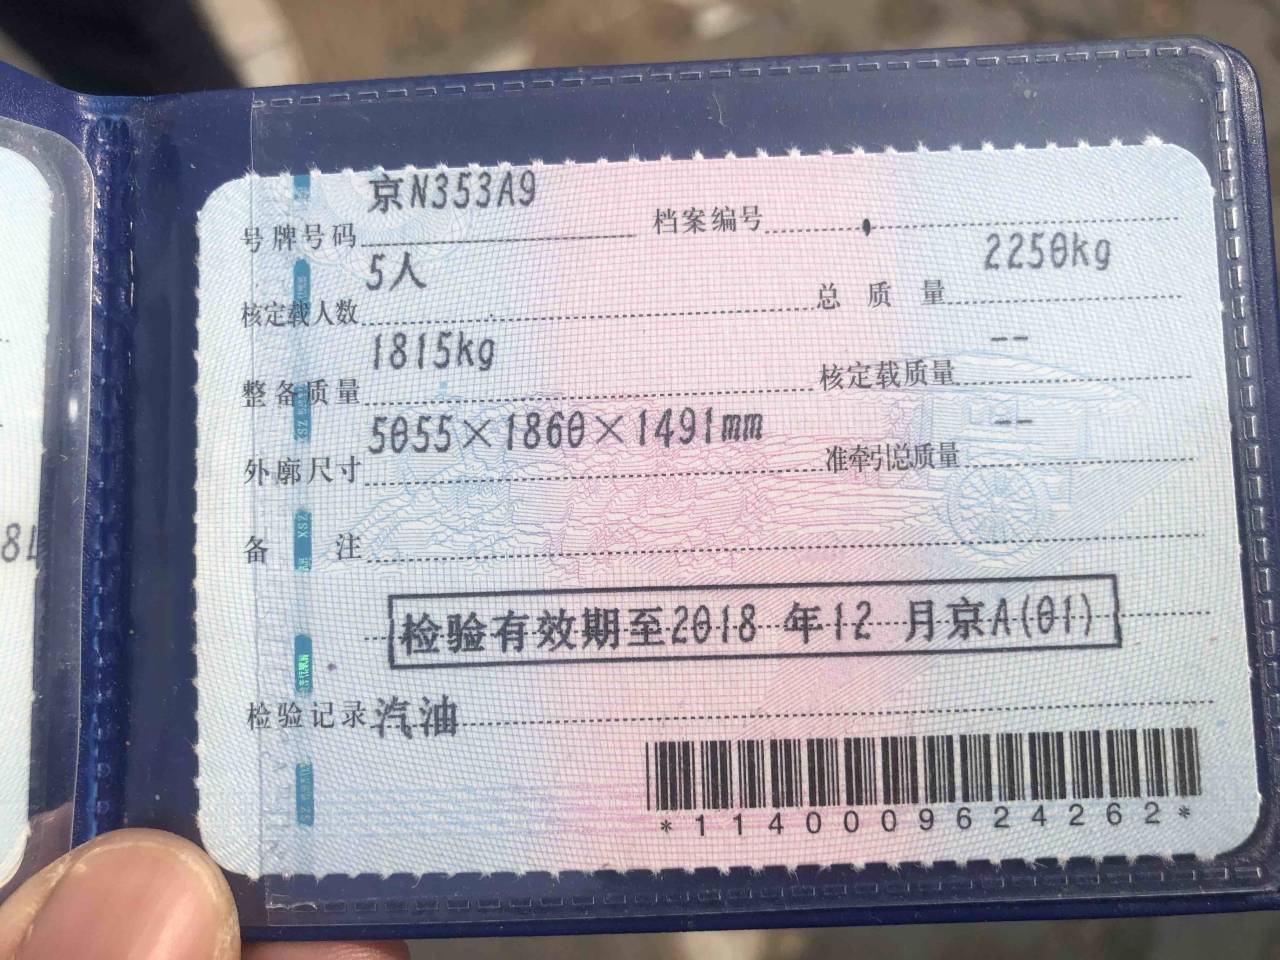 号牌号码 京N353A9 档案编号
核定载人数 5人 总质量 2250kg
整备质量 1815kg 核定载质量 --
外廓尺寸 5055×1860×1491mm 准牵引总质量 --
备注
检验有效期至2018年12月京A(01)
检验记录 汽油
*1140009624262*